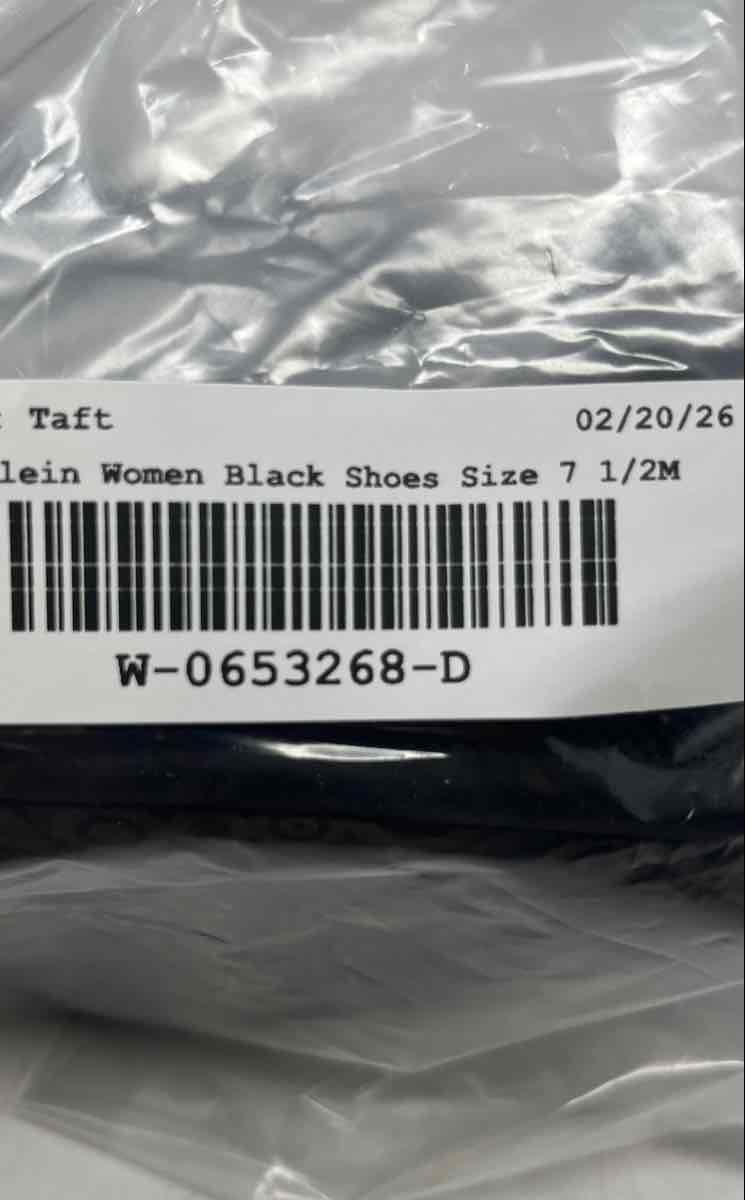 : Taft 02/20/26
lein Women Black Shoes Size 7 1/2M
W-0653268-D